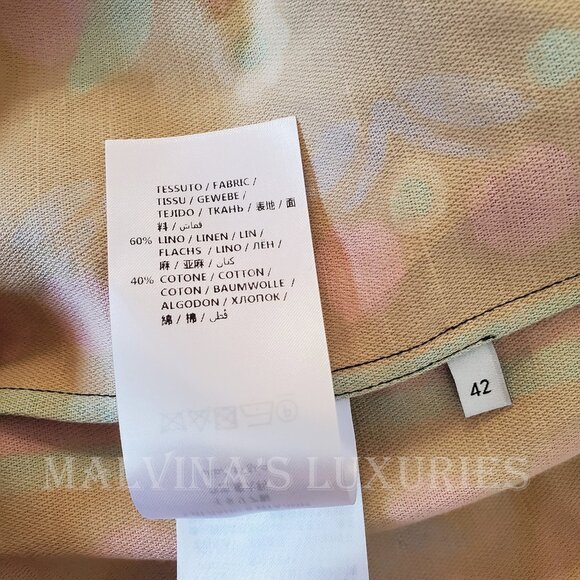 TESSUTO / FABRIC /
TISSU / GEWEBE /
TEJIDO / ТКАНЬ / 表地 / 面
料 / قماش
60% LINO / LINEN / LIN /
FLACHS / LINO / ЛЕН /
麻 / 亚麻 / كتان
40% COTONE / COTTON /
COTON / BAUMWOLLE /
ALGODON / ХЛОПОК /
綿 / 棉 / قطن
42
MALVINA'S LUXURIES